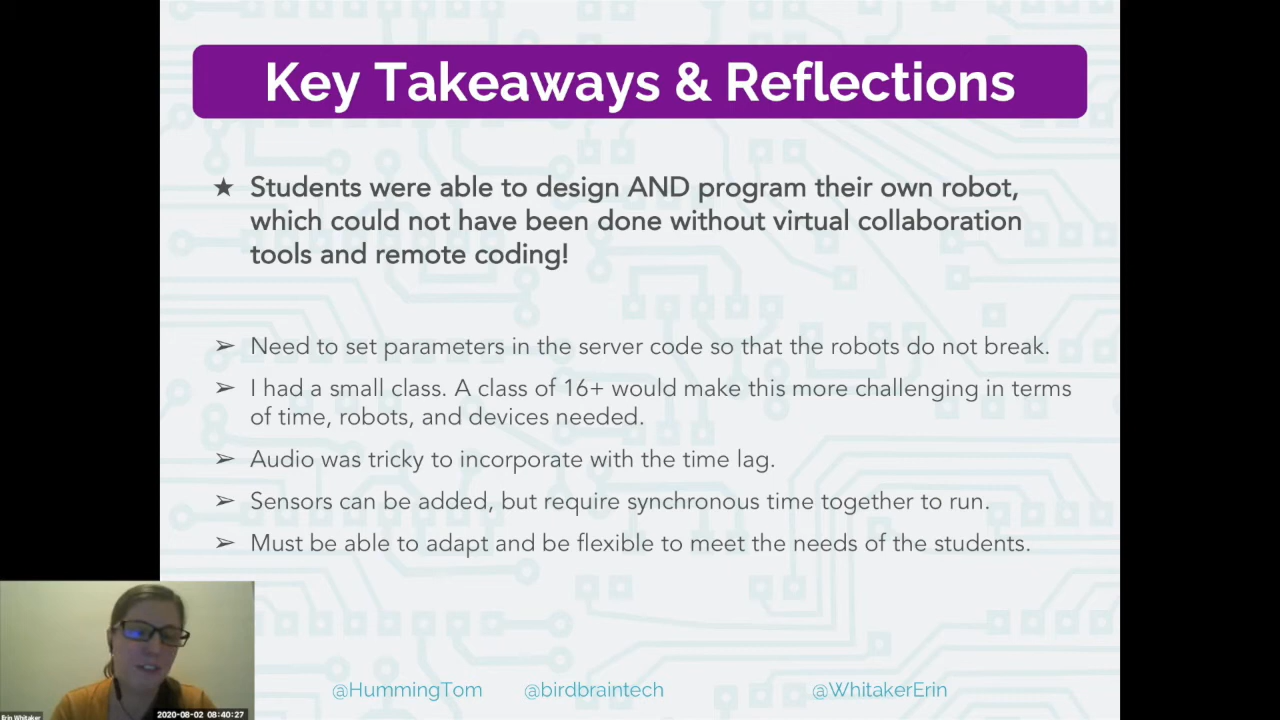 Key Takeaways & Reflections
★ Students were able to design AND program their own robot,
which could not have been done without virtual collaboration
tools and remote coding!
➢ Need to set parameters in the server code so that the robots do not break.
➢ I had a small class. A class of 16+ would make this more challenging in terms
of time, robots, and devices needed.
➢ Audio was tricky to incorporate with the time lag.
➢ Sensors can be added, but require synchronous time together to run.
➢ Must be able to adapt and be flexible to meet the needs of the students.
@HummingTom @birdbraintech @WhitakerErin
Erin Whitaker 2020-08-02 08:40:27